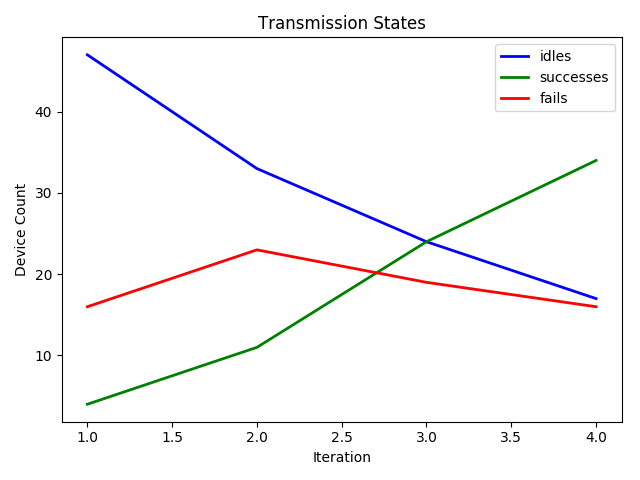 Transmission States
idles
successes
fails
Device Count
40
30
20
10
1.0 1.5 2.0 2.5 3.0 3.5 4.0
Iteration